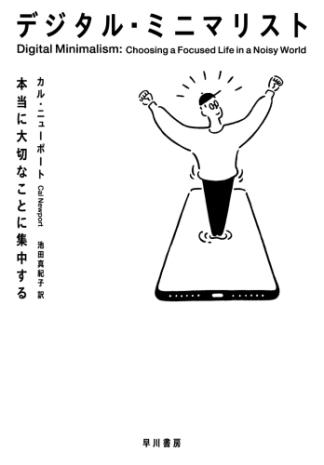 デジタル・ミニマリスト
Digital Minimalism: Choosing a Focused Life in a Noisy World
カル・ニューポート Cal Newport 池田真紀子 訳
本当に大切なことに集中する
早川書房